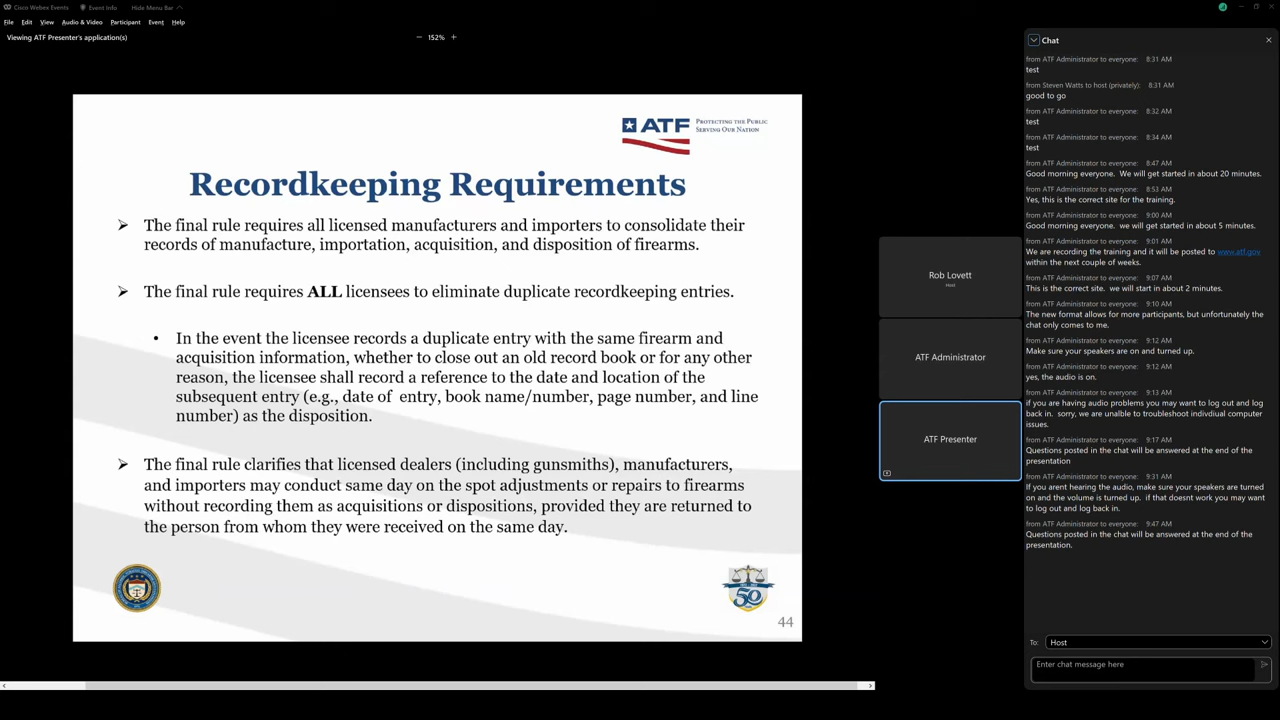 Cisco Webex Events
Event Info
Hide Menu Bar
File Edit View Audio & Video Participant Event Help
Viewing ATF Presenter's application(s)
152%
ATF
PROTECTING THE PUBLIC
SERVING OUR NATION
Recordkeeping Requirements
The final rule requires all licensed manufacturers and importers to consolidate their
records of manufacture, importation, acquisition, and disposition of firearms.
The final rule requires ALL licensees to eliminate duplicate recordkeeping entries.
In the event the licensee records a duplicate entry with the same firearm and
acquisition information, whether to close out an old record book or for any other
reason, the licensee shall record a reference to the date and location of the
subsequent entry (e.g., date of entry, book name/number, page number, and line
number) as the disposition.
The final rule clarifies that licensed dealers (including gunsmiths), manufacturers,
and importers may conduct same day on the spot adjustments or repairs to firearms
without recording them as acquisitions or dispositions, provided they are returned to
the person from whom they were received on the same day.
50
44
Rob Lovett
Host
ATF Administrator
ATF Presenter
Chat
from ATF Administrator to everyone: 8:31 AM
test
from Steven Watts to host (privately): 8:31 AM
good to go
from ATF Administrator to everyone: 8:32 AM
test
from ATF Administrator to everyone: 8:34 AM
test
from ATF Administrator to everyone: 8:47 AM
Good morning everyone. We will get started in about 20 minutes.
from ATF Administrator to everyone: 8:53 AM
Yes, this is the correct site for the training.
from ATF Administrator to everyone: 9:00 AM
Good morning everyone. we will get started in about 5 minutes.
from ATF Administrator to everyone: 9:01 AM
We are recording the training and it will be posted to www.atf.gov
within the next couple of weeks.
from ATF Administrator to everyone: 9:07 AM
This is the correct site. we will start in about 2 minutes.
from ATF Administrator to everyone: 9:10 AM
The new format allows for more participants, but unfortunately the
chat only comes to me.
from ATF Administrator to everyone: 9:12 AM
Make sure your speakers are on and turned up.
from ATF Administrator to everyone: 9:12 AM
yes, the audio is on.
from ATF Administrator to everyone: 9:13 AM
if you are having audio problems you may want to log out and log
back in. sorry, we are unable to troubleshoot indivdiual computer
issues.
from ATF Administrator to everyone: 9:17 AM
Questions posted in the chat will be answered at the end of the
presentation
from ATF Administrator to everyone: 9:31 AM
If you arent hearing the audio, make sure your speakers are turned
on and the volume is turned up. if that doesnt work you may want
to log out and log back in.
from ATF Administrator to everyone: 9:47 AM
Questions posted in the chat will be answered at the end of the
presentation.
To: Host
Enter chat message here